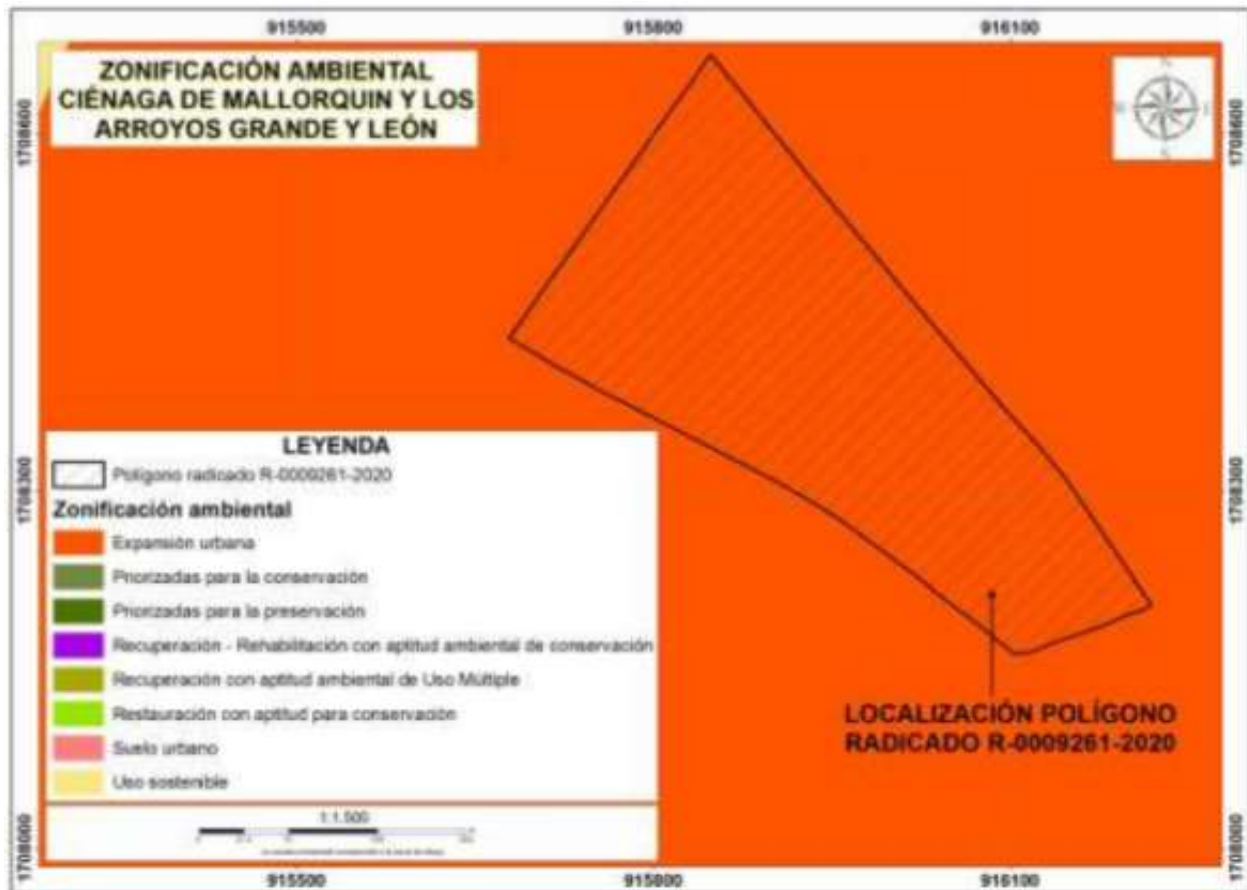 915500 915800 916100
ZONIFICACIÓN AMBIENTAL
CIÉNAGA DE MALLORQUIN Y LOS
ARROYOS GRANDE Y LEÓN
1708600 1708600
LEYENDA
Polígono radicado R-0009261-2020
Zonificación ambiental
Expansión urbana
Priorizadas para la conservación
Priorizadas para la preservación
Recuperación - Rehabilitación con aptitud ambiental de conservación
Recuperación con aptitud ambiental de Uso Múltiple
Restauración con aptitud para conservación
Suelo urbano
Uso sostenible
1708300 1708300
LOCALIZACIÓN POLÍGONO
RADICADO R-0009261-2020
1:1.500
1708000 1708000
915500 915800 916100